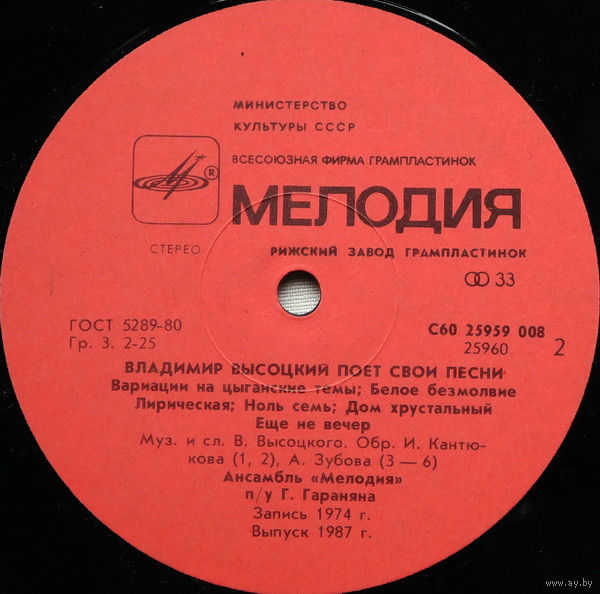 МИНИСТЕРСТВО
КУЛЬТУРЫ СССР
ВСЕСОЮЗНАЯ ФИРМА ГРАМПЛАСТИНОК
®
МЕЛОДИЯ
СТЕРЕО
РИЖСКИЙ ЗАВОД ГРАМПЛАСТИНОК
33
ГОСТ 5289-80
Гр. 3. 2-25
С60 25959 008
25960
2
ВЛАДИМИР ВЫСОЦКИЙ ПОЕТ СВОИ ПЕСНИ
Вариации на цыганские темы; Белое безмолвие
Лирическая; Ноль семь; Дом хрустальный
Еще не вечер
Муз. и сл. В. Высоцкого. Обр. И. Кантю-
кова (1, 2), А. Зубова (3 — 6)
Ансамбль «Мелодия»
п/у Г. Гараняна
Запись 1974 г.
Выпуск 1987 г.
www.ay.by